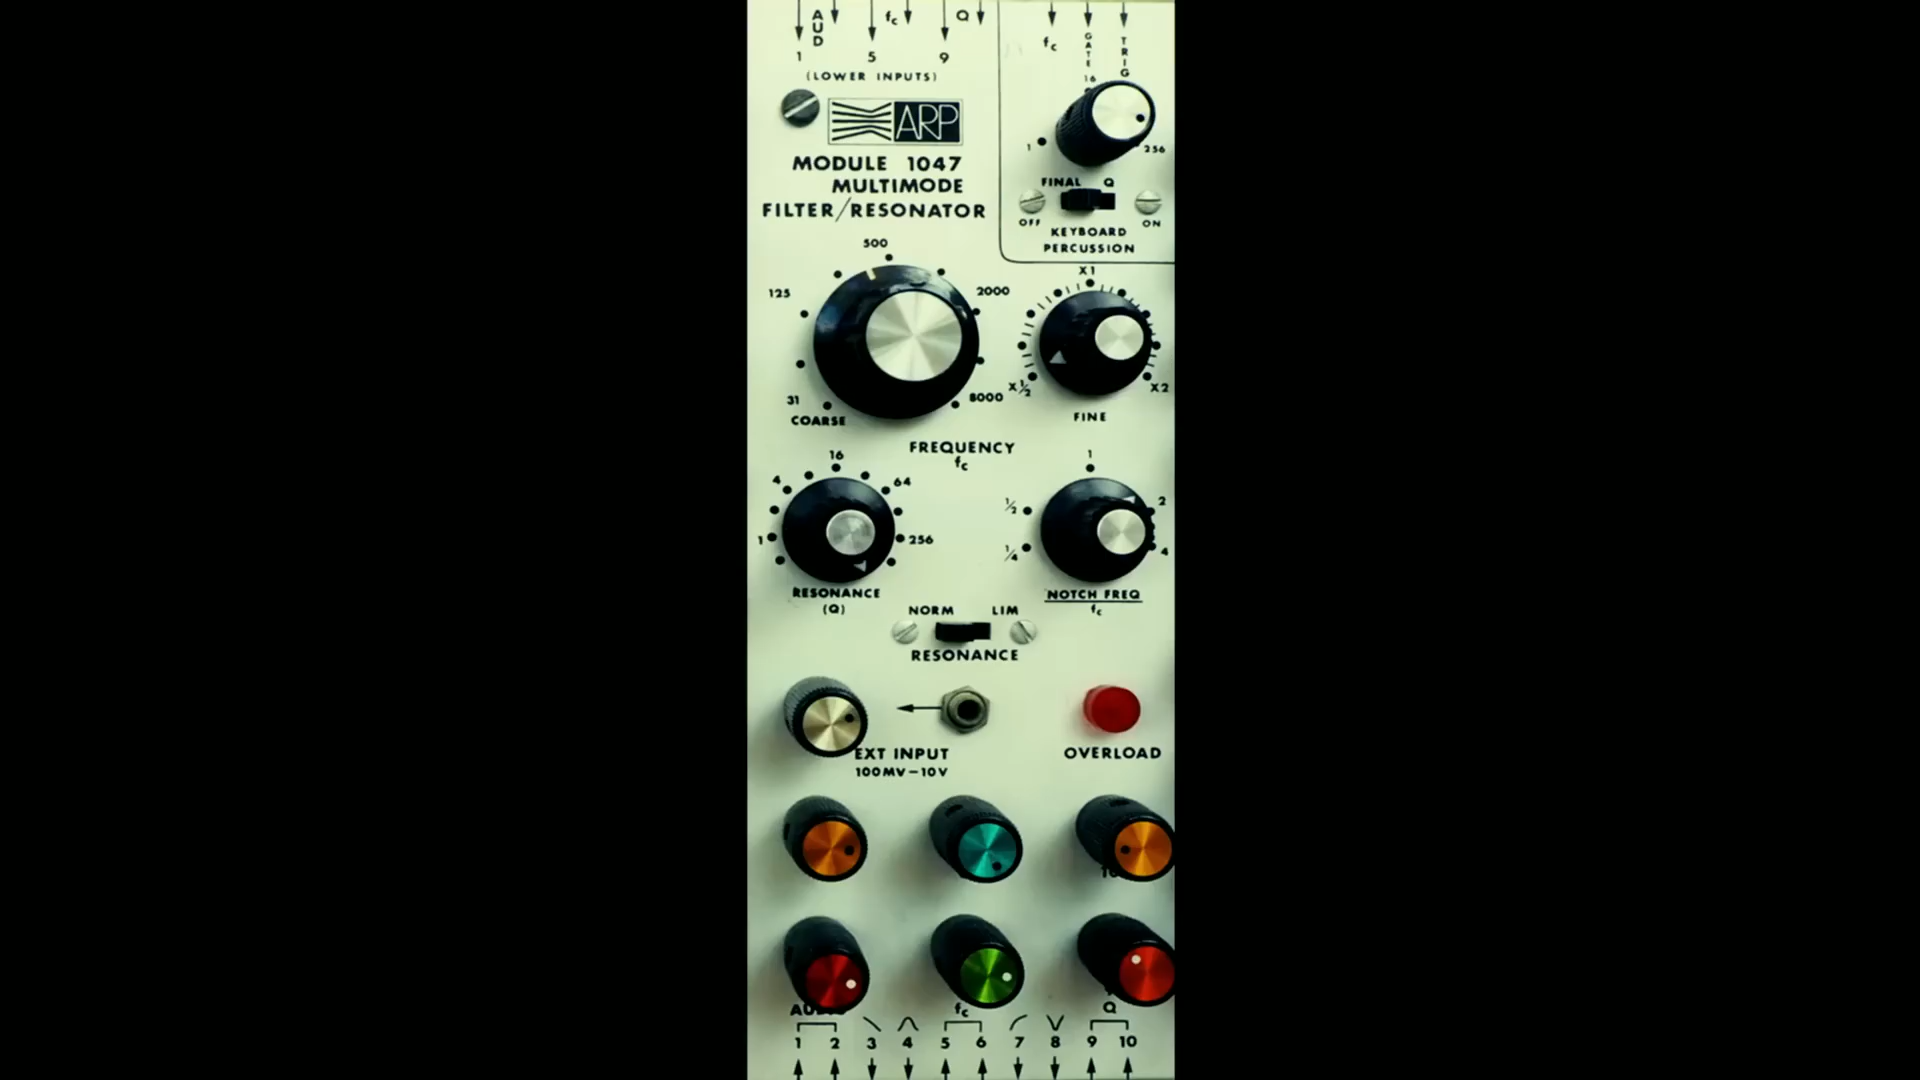 AUD fc Q
1 5 9
(LOWER INPUTS)
ARP
MODULE 1047
MULTIMODE
FILTER/RESONATOR
fc GATE TRIG
16
1 256
FINAL Q
OFF ON
KEYBOARD
PERCUSSION
500
125 2000
31 8000
COARSE
X1
X½ X2
FINE
FREQUENCY
fc
16
4 64
1 256
RESONANCE
(Q)
1
½ 2
¼ 4
NOTCH FREQ
fc
NORM LIM
RESONANCE
EXT INPUT
100MV–10V
OVERLOAD
fc Q
1 2 3 4 5 6 7 8 9 10